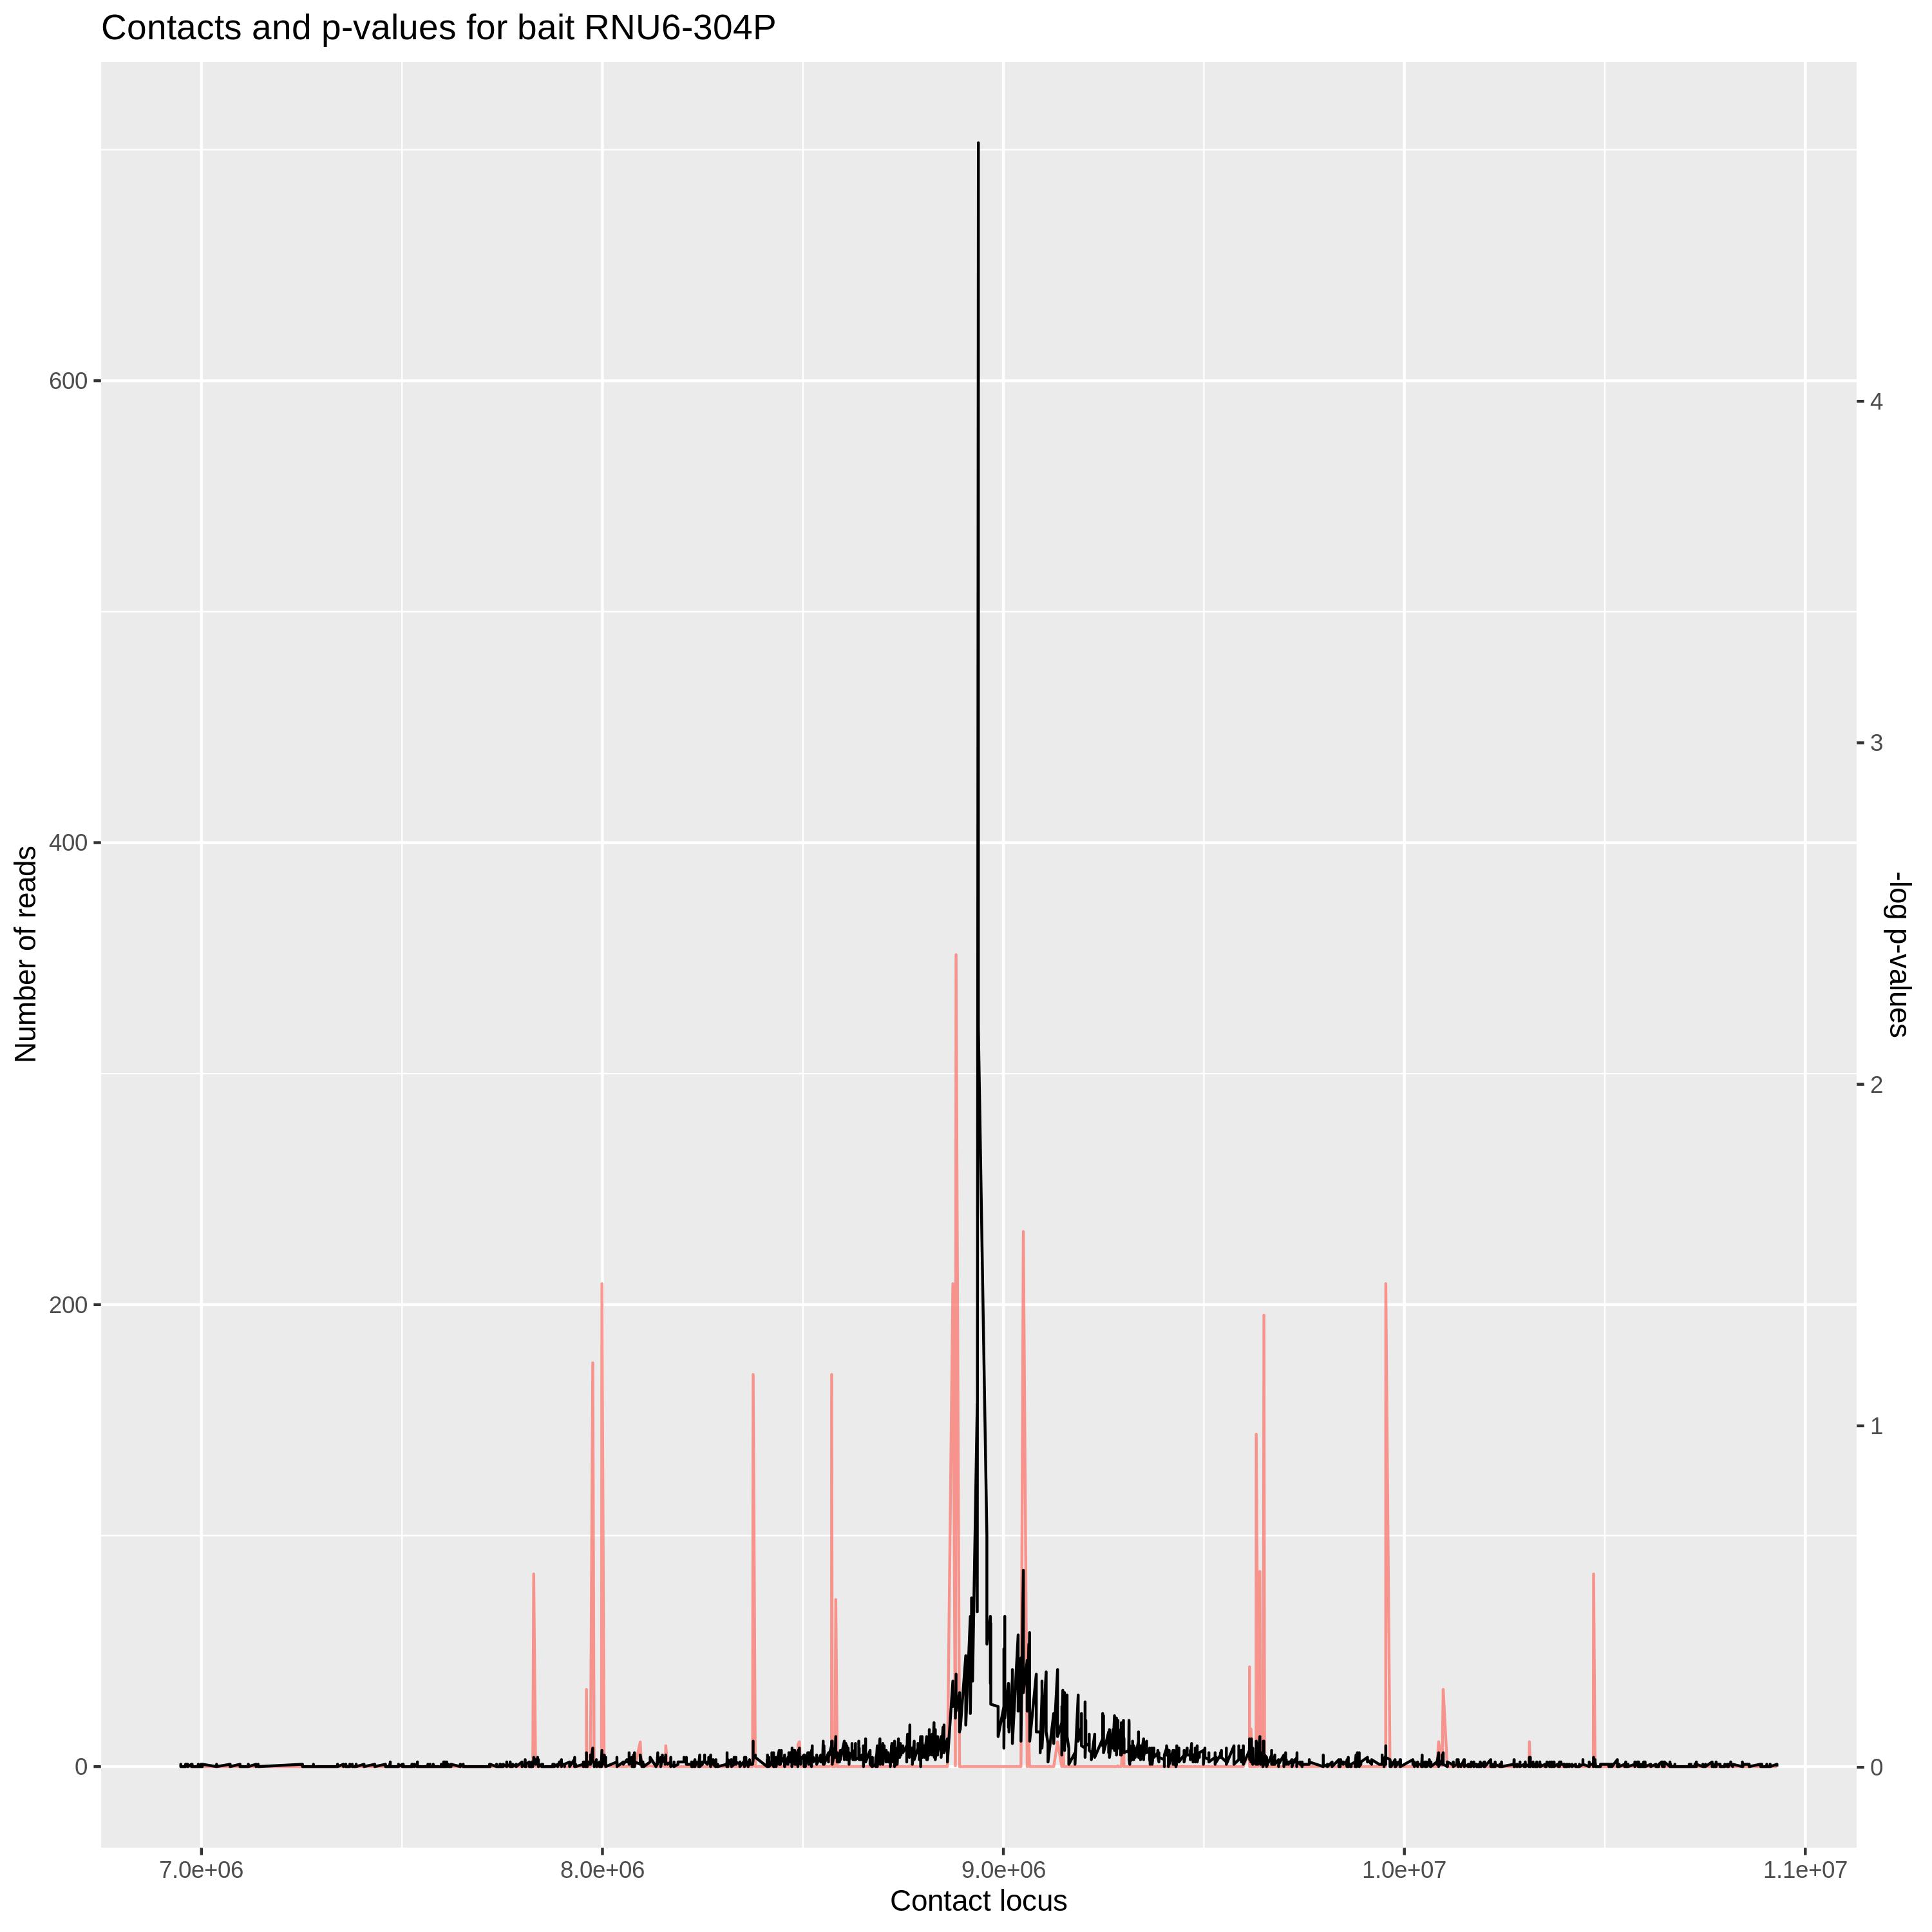 Contacts and p-values for bait RNU6-304P
Number of reads
600
400
200
0
4
3
2
1
0
-log p-values
7.0e+06
8.0e+06
9.0e+06
1.0e+07
1.1e+07
Contact locus